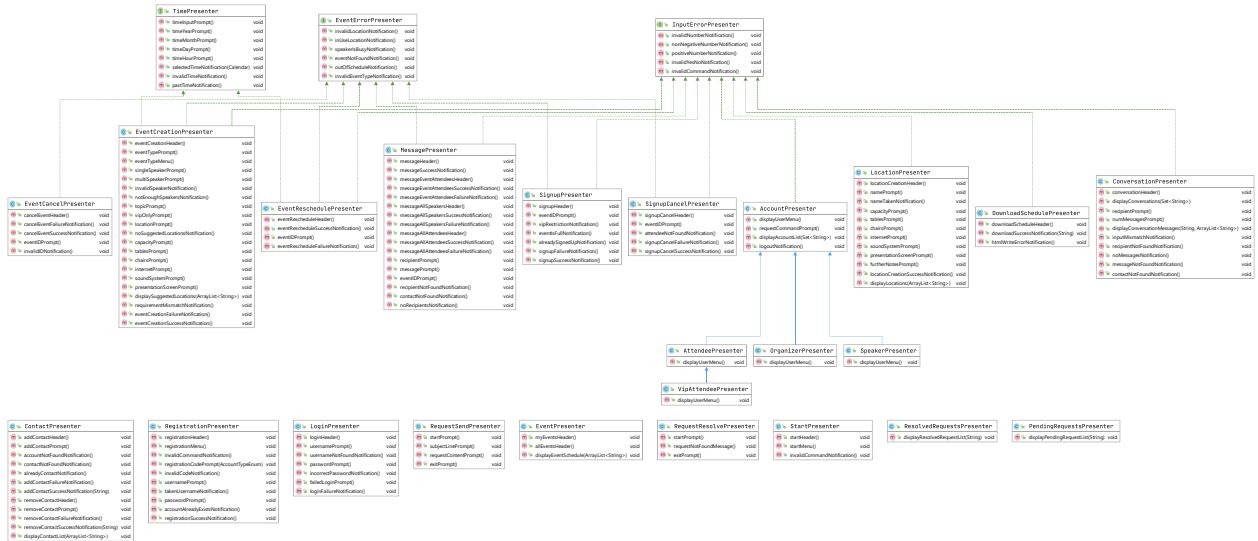 TimePresenter
timeInputPrompt() void
timeYearPrompt() void
timeMonthPrompt() void
timeDayPrompt() void
timeHourPrompt() void
selectedTimeNotification(Calendar) void
invalidTimeNotification() void
pastTimeNotification() void
EventErrorPresenter
invalidLocationNotification() void
inUseLocationNotification() void
speakerIsBusyNotification() void
eventNotFoundNotification() void
outOfScheduleNotification() void
invalidEventTypeNotification() void
InputErrorPresenter
invalidNumberNotification() void
nonNegativeNumberNotification() void
positiveNumberNotification() void
invalidYesNoNotification() void
invalidCommandNotification() void
EventCancelPresenter
cancelEventHeader() void
cancelEventFailureNotification() void
cancelEventSuccessNotification() void
eventIDPrompt() void
invalidIDNotification() void
EventCreationPresenter
eventCreationHeader() void
eventTypePrompt() void
eventTypeMenu() void
singleSpeakerPrompt() void
multiSpeakerPrompt() void
invalidSpeakerNotification() void
notEnoughSpeakersNotification() void
topicPrompt() void
vipOnlyPrompt() void
locationPrompt() void
noSuggestedLocationsNotification() void
capacityPrompt() void
tablesPrompt() void
chairsPrompt() void
internetPrompt() void
soundSystemPrompt() void
presentationScreenPrompt() void
displaySuggestedLocations(ArrayList<String>) void
requirementMismatchNotification() void
eventCreationFailureNotification() void
eventCreationSuccessNotification() void
EventReschedulePresenter
eventRescheduleHeader() void
eventRescheduleSuccessNotification() void
eventIDPrompt() void
eventRescheduleFailureNotification() void
MessagePresenter
messageHeader() void
messageSuccessNotification() void
messageEventAttendeesHeader() void
messageEventAttendeesSuccessNotification() void
messageEventAttendeesFailureNotification() void
messageAllSpeakersHeader() void
messageAllSpeakersSuccessNotification() void
messageAllSpeakersFailureNotification() void
messageAllAttendeesHeader() void
messageAllAttendeesSuccessNotification() void
messageAllAttendeesFailureNotification() void
recipientPrompt() void
messagePrompt() void
eventIDPrompt() void
recipientNotFoundNotification() void
contactNotFoundNotification() void
noRecipientsNotification() void
SignupPresenter
signupHeader() void
eventIDPrompt() void
vipRestrictionNotification() void
eventIsFullNotification() void
alreadySignedUpNotification() void
signupFailureNotification() void
signupSuccessNotification() void
SignupCancelPresenter
signupCancelHeader() void
eventIDPrompt() void
attendeeNotFoundNotification() void
signupCancelFailureNotification() void
signupCancelSuccessNotification() void
AccountPresenter
displayUserMenu() void
requestCommandPrompt() void
displayAccountList(Set<String>) void
logoutNotification() void
LocationPresenter
locationCreationHeader() void
namePrompt() void
nameTakenNotification() void
capacityPrompt() void
tablesPrompt() void
chairsPrompt() void
internetPrompt() void
soundSystemPrompt() void
presentationScreenPrompt() void
furtherNotesPrompt() void
locationCreationSuccessNotification() void
displayLocations(ArrayList<String>) void
DownloadSchedulePresenter
downloadScheduleHeader() void
downloadSuccessNotification(String) void
htmlWriteErrorNotification() void
ConversationPresenter
conversationHeader() void
displayConversations(Set<String>) void
recipientPrompt() void
numMessagesPrompt() void
displayConversationMessages(String, ArrayList<String>) void
inputMismatchNotification() void
recipientNotFoundNotification() void
noMessagesNotification() void
messageNotFoundNotification() void
contactNotFoundNotification() void
AttendeePresenter
displayUserMenu() void
OrganizerPresenter
displayUserMenu() void
SpeakerPresenter
displayUserMenu() void
VipAttendeePresenter
displayUserMenu() void
ContactPresenter
addContactHeader() void
addContactPrompt() void
accountNotFoundNotification() void
contactNotFoundNotification() void
alreadyContactNotification() void
addContactFailureNotification() void
addContactSuccessNotification(String) void
removeContactHeader() void
removeContactPrompt() void
removeContactFailureNotification() void
removeContactSuccessNotification(String) void
displayContactList(ArrayList<String>) void
RegistrationPresenter
registrationHeader() void
registrationMenu() void
invalidCommandNotification() void
registrationCodePrompt(AccountTypeEnum) void
invalidCodeNotification() void
usernamePrompt() void
takenUsernameNotification() void
passwordPrompt() void
accountAlreadyExistsNotification() void
registrationSuccessNotification() void
LoginPresenter
loginHeader() void
usernamePrompt() void
usernameNotFoundNotification() void
passwordPrompt() void
incorrectPasswordNotification() void
failedLoginPrompt() void
loginFailureNotification() void
RequestSendPresenter
startPrompt() void
subjectLinePrompt() void
requestContentPrompt() void
exitPrompt() void
EventPresenter
myEventsHeader() void
allEventsHeader() void
displayEventSchedule(ArrayList<String>) void
RequestResolvePresenter
startPrompt() void
requestNotFoundMessage() void
exitPrompt() void
StartPresenter
startHeader() void
startMenu() void
invalidCommandNotification() void
ResolvedRequestsPresenter
displayResolvedRequestList(String) void
PendingRequestsPresenter
displayPendingRequestList(String) void